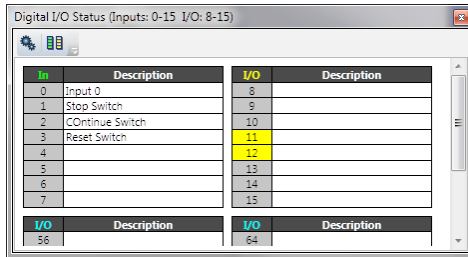 Digital I/O Status (Inputs: 0-15 I/O: 8-15)
In Description I/O Description
0 Input 0 8
1 Stop Switch 9
2 COntinue Switch 10
3 Reset Switch 11
4 12
5 13
6 14
7 15
I/O Description I/O Description
56 64